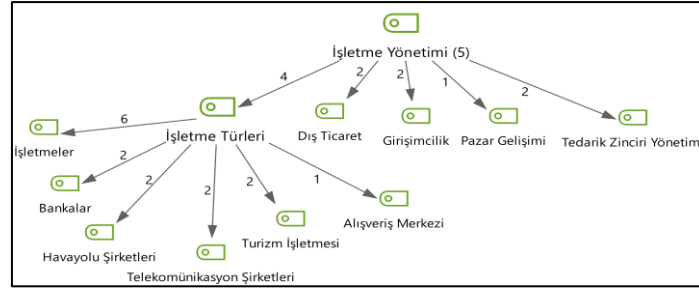 İşletme Yönetimi (5)
4
2
2
1
2
6
İşletme Türleri
Dış Ticaret
Girişimcilik
Pazar Gelişimi
Tedarik Zinciri Yönetim
İşletmeler
2
2
2
2
1
Bankalar
Alışveriş Merkezi
Turizm İşletmesi
Havayolu Şirketleri
Telekomünikasyon Şirketleri